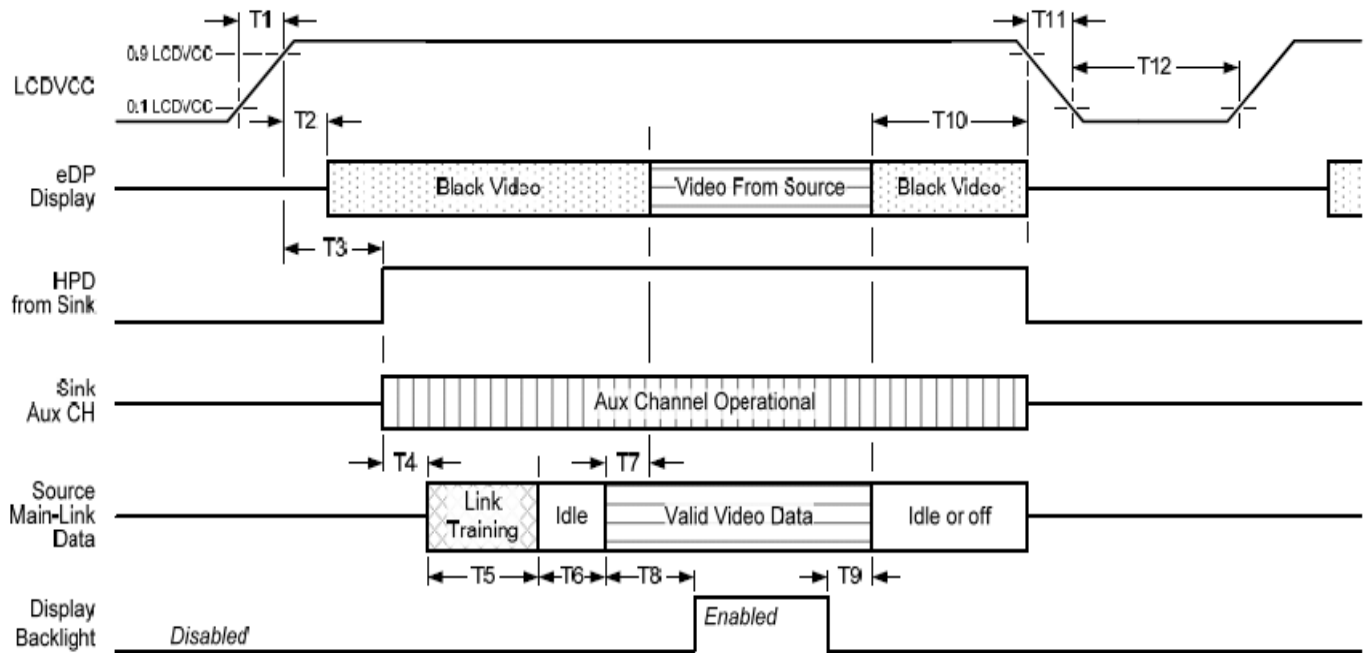 T1
T11
0.9 LCDVCC
LCDVCC
T12
0.1 LCDVCC
T2
T10
eDP
Display
Black Video
Video From Source
Black Video
T3
HPD
from Sink
Sink
Aux CH
Aux Channel Operational
T4
T7
Source
Main-Link
Data
Link
Training
Idle
Valid Video Data
Idle or off
T5
T6
T8
T9
Display
Backlight
Disabled
Enabled